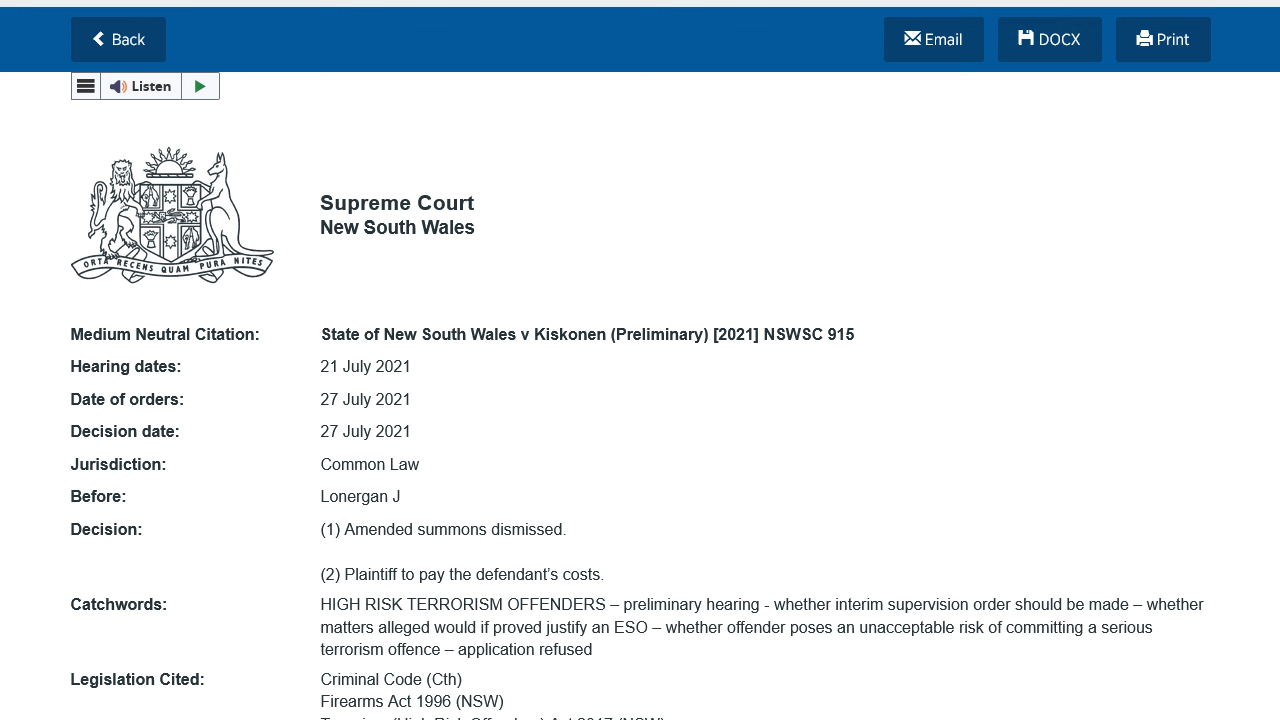 Back
Email
DOCX
Print
Listen
ORTA RECENS QUAM PURA NITES
Supreme Court
New South Wales
Medium Neutral Citation: State of New South Wales v Kiskonen (Preliminary) [2021] NSWSC 915
Hearing dates: 21 July 2021
Date of orders: 27 July 2021
Decision date: 27 July 2021
Jurisdiction: Common Law
Before: Lonergan J
Decision: (1) Amended summons dismissed.
(2) Plaintiff to pay the defendant’s costs.
Catchwords: HIGH RISK TERRORISM OFFENDERS – preliminary hearing - whether interim supervision order should be made – whether
matters alleged would if proved justify an ESO – whether offender poses an unacceptable risk of committing a serious
terrorism offence – application refused
Legislation Cited: Criminal Code (Cth)
Firearms Act 1996 (NSW)